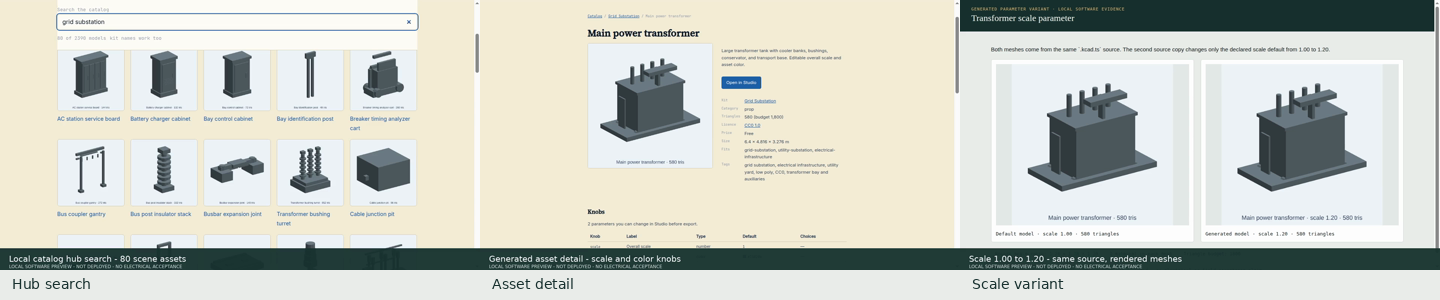 Search the catalog
grid substation
×
AC station service board
Battery charger cabinet
Bay control cabinet
Bay identification post
Breaker timing analyzer cart
Bus coupler gantry
Bus post insulator stack
Busbar expansion joint
Transformer bushing turret
Cable junction pit
Local catalog hub search - 80 scene assets
LOCAL SOFTWARE PREVIEW - NOT DEPLOYED - NO ELECTRICAL ACCEPTANCE
Hub search
Catalog / Grid Substation / Main power transformer
Main power transformer
Large transformer tank with cooler banks, bushings,
conservator, and transport base. Editable overall scale and
asset color.
Open in Studio
Kit Grid Substation
Category prop
Triangles 580 (budget 1,800)
License CC0 1.0
Price Free
Main power transformer · 580 tris
grid-substation, utility-substation, electrical-
infrastructure
Tags grid substation, electrical infrastructure, utility
yard, low poly, CC0, transformer bay and
auxiliaries
Knobs
2 parameters you can change in Studio before export.
Knob Label Type Default Choices
scale Overall scale number 1 —
Generated asset detail - scale and color knobs
LOCAL SOFTWARE PREVIEW - NOT DEPLOYED - NO ELECTRICAL ACCEPTANCE
Asset detail
GENERATED PARAMETER VARIANT · LOCAL SOFTWARE EVIDENCE
Transformer scale parameter
Both meshes come from the same `.kcad.ts` source. The second source copy changes only the declared scale default from 1.00 to 1.20.
Main power transformer · 580 tris
Default model · scale 1.00 · 580 triangles
Main power transformer · scale 1.20 · 580 tris
Generated model · scale 1.20 · 580 triangles
Scale 1.00 to 1.20 - same source, rendered meshes
LOCAL SOFTWARE PREVIEW - NOT DEPLOYED - NO ELECTRICAL ACCEPTANCE
Scale variant